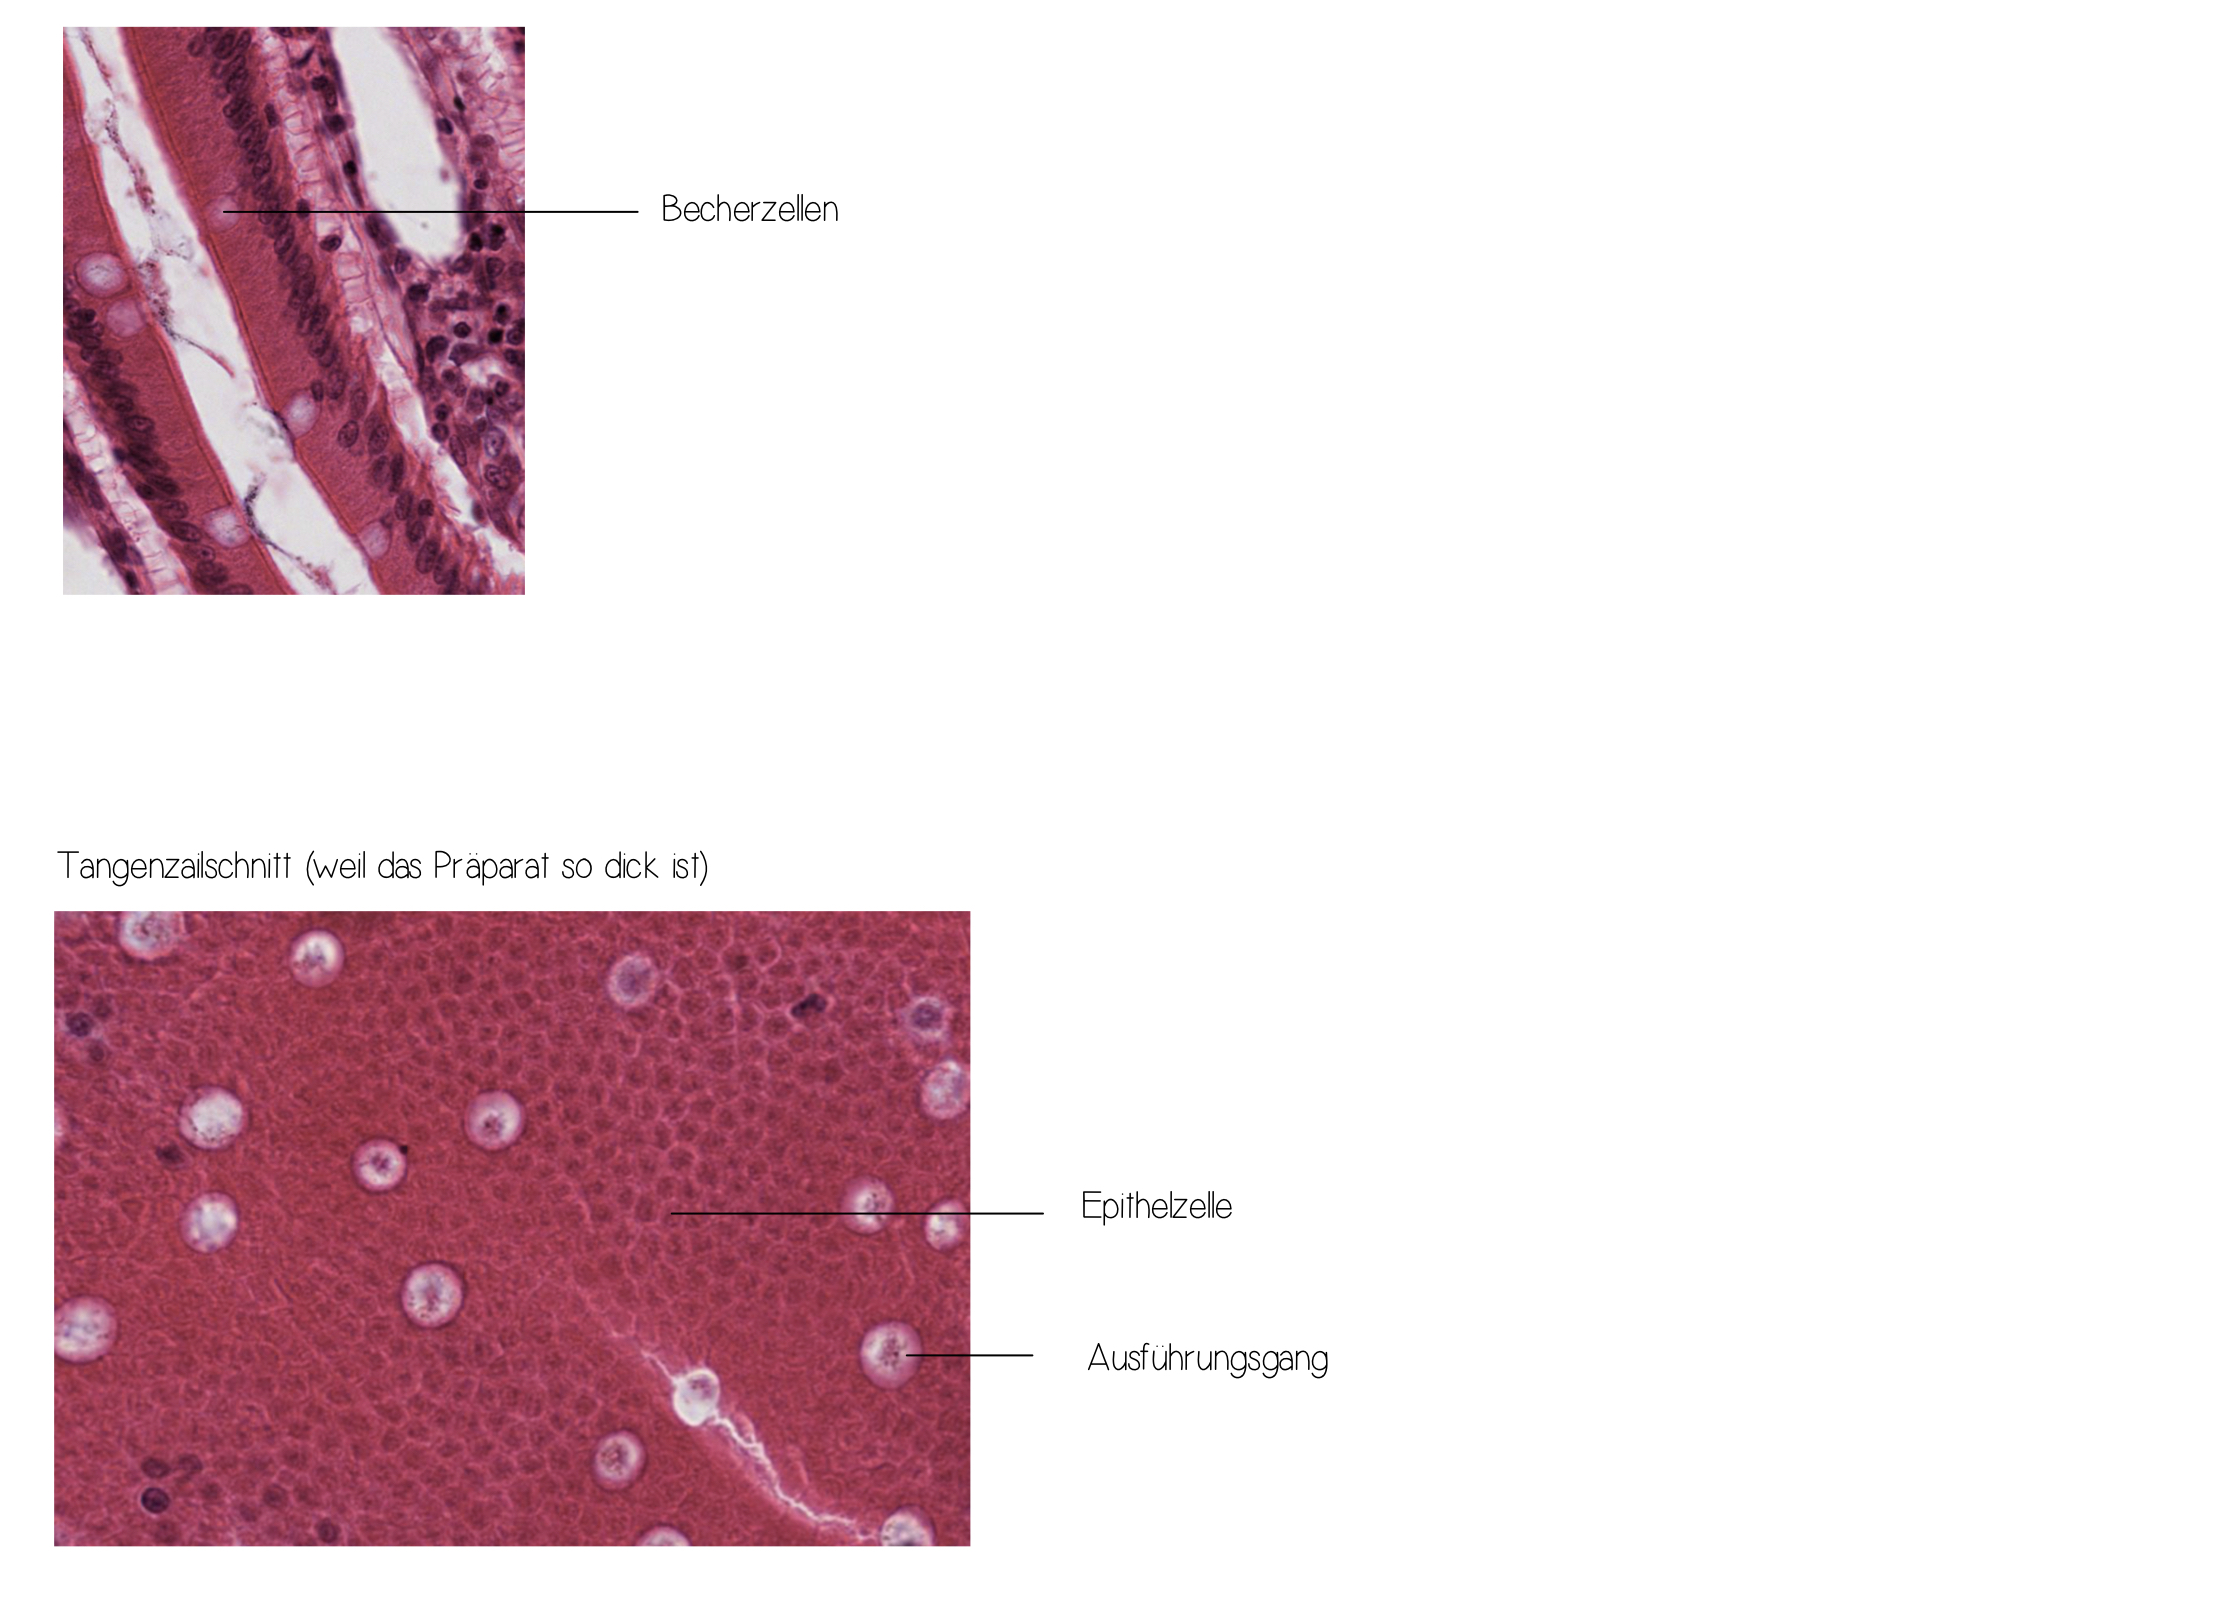 Becherzellen
Tangenzailschnitt (weil das Präparat so dick ist)
Epithelzelle
Ausführungsgang